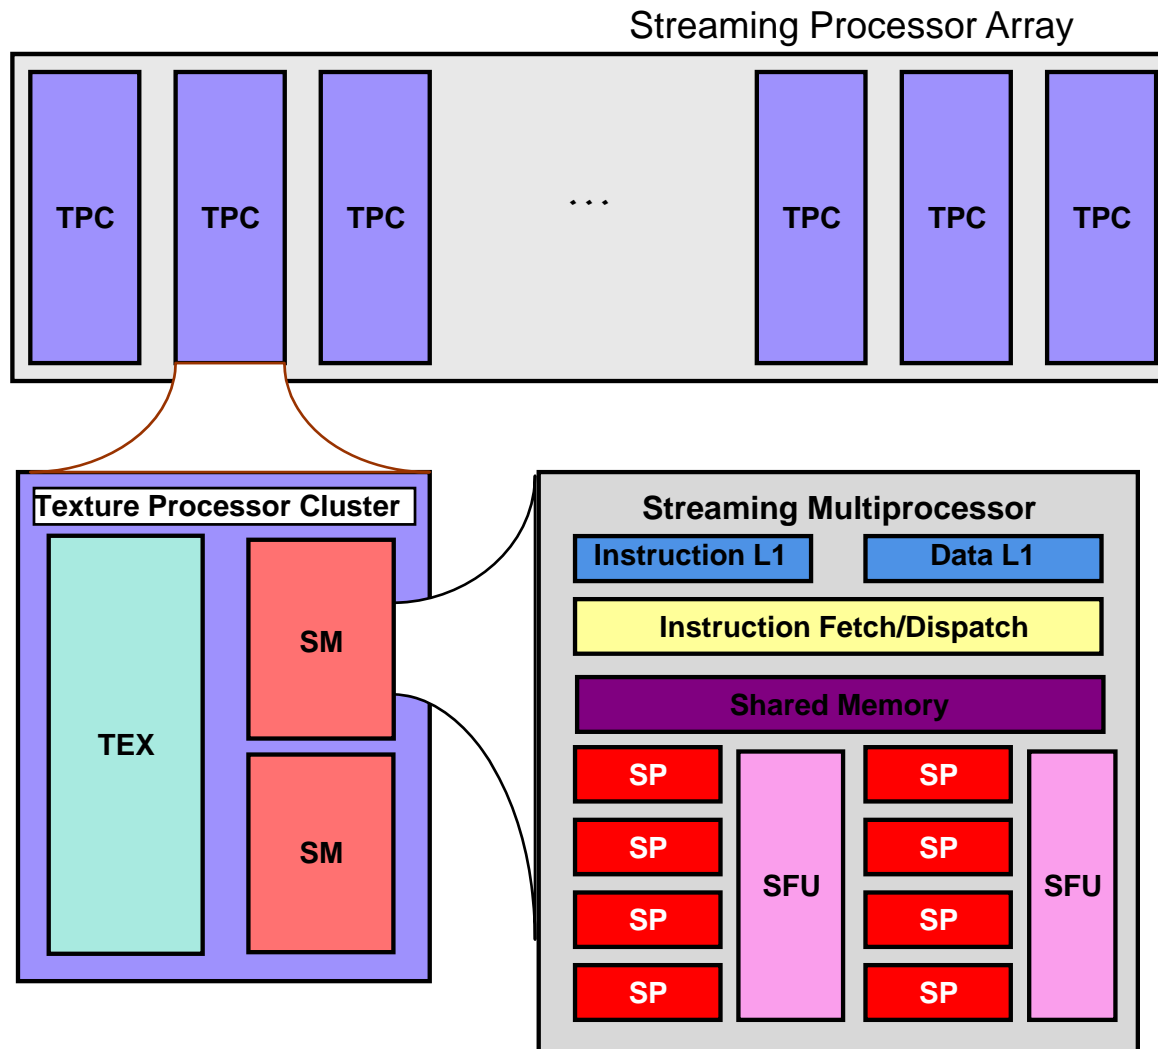 Streaming Processor Array
TPC TPC TPC ... TPC TPC TPC
Texture Processor Cluster
TEX
SM
SM
Streaming Multiprocessor
Instruction L1 Data L1
Instruction Fetch/Dispatch
Shared Memory
SP SP
SP SP
SFU SFU
SP SP
SP SP